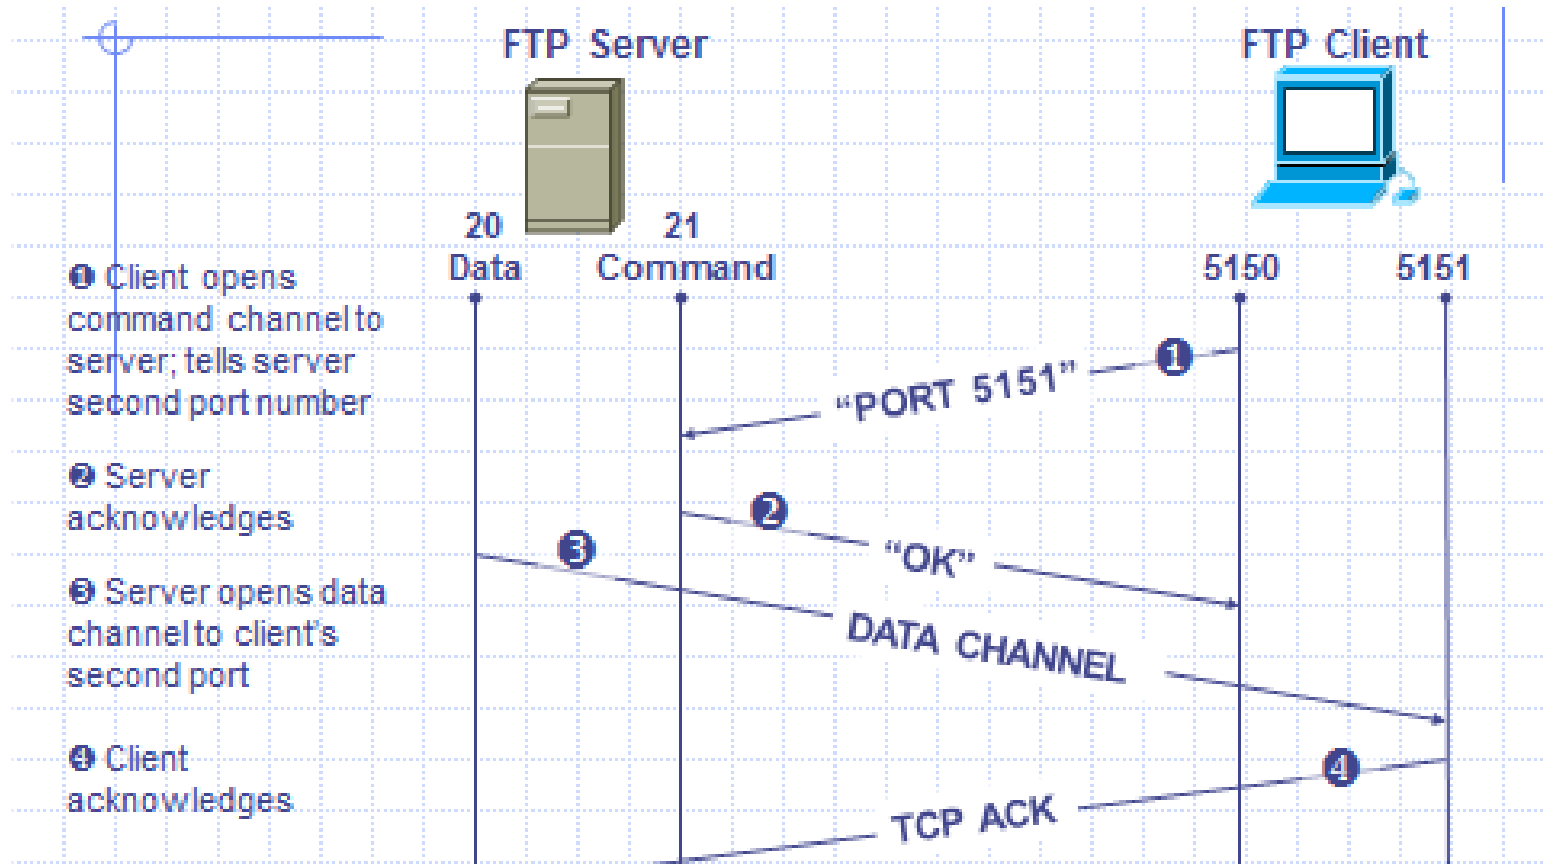 FTP Server
FTP Client
20
21
Data
Command
5150
5151
❶ Client opens
command channel to
server; tells server
second port number
❷ Server
acknowledges
❸ Server opens data
channel to client's
second port
❹ Client
acknowledges
❶
“PORT 5151”
❷
“OK”
❸
DATA CHANNEL
❹
TCP ACK